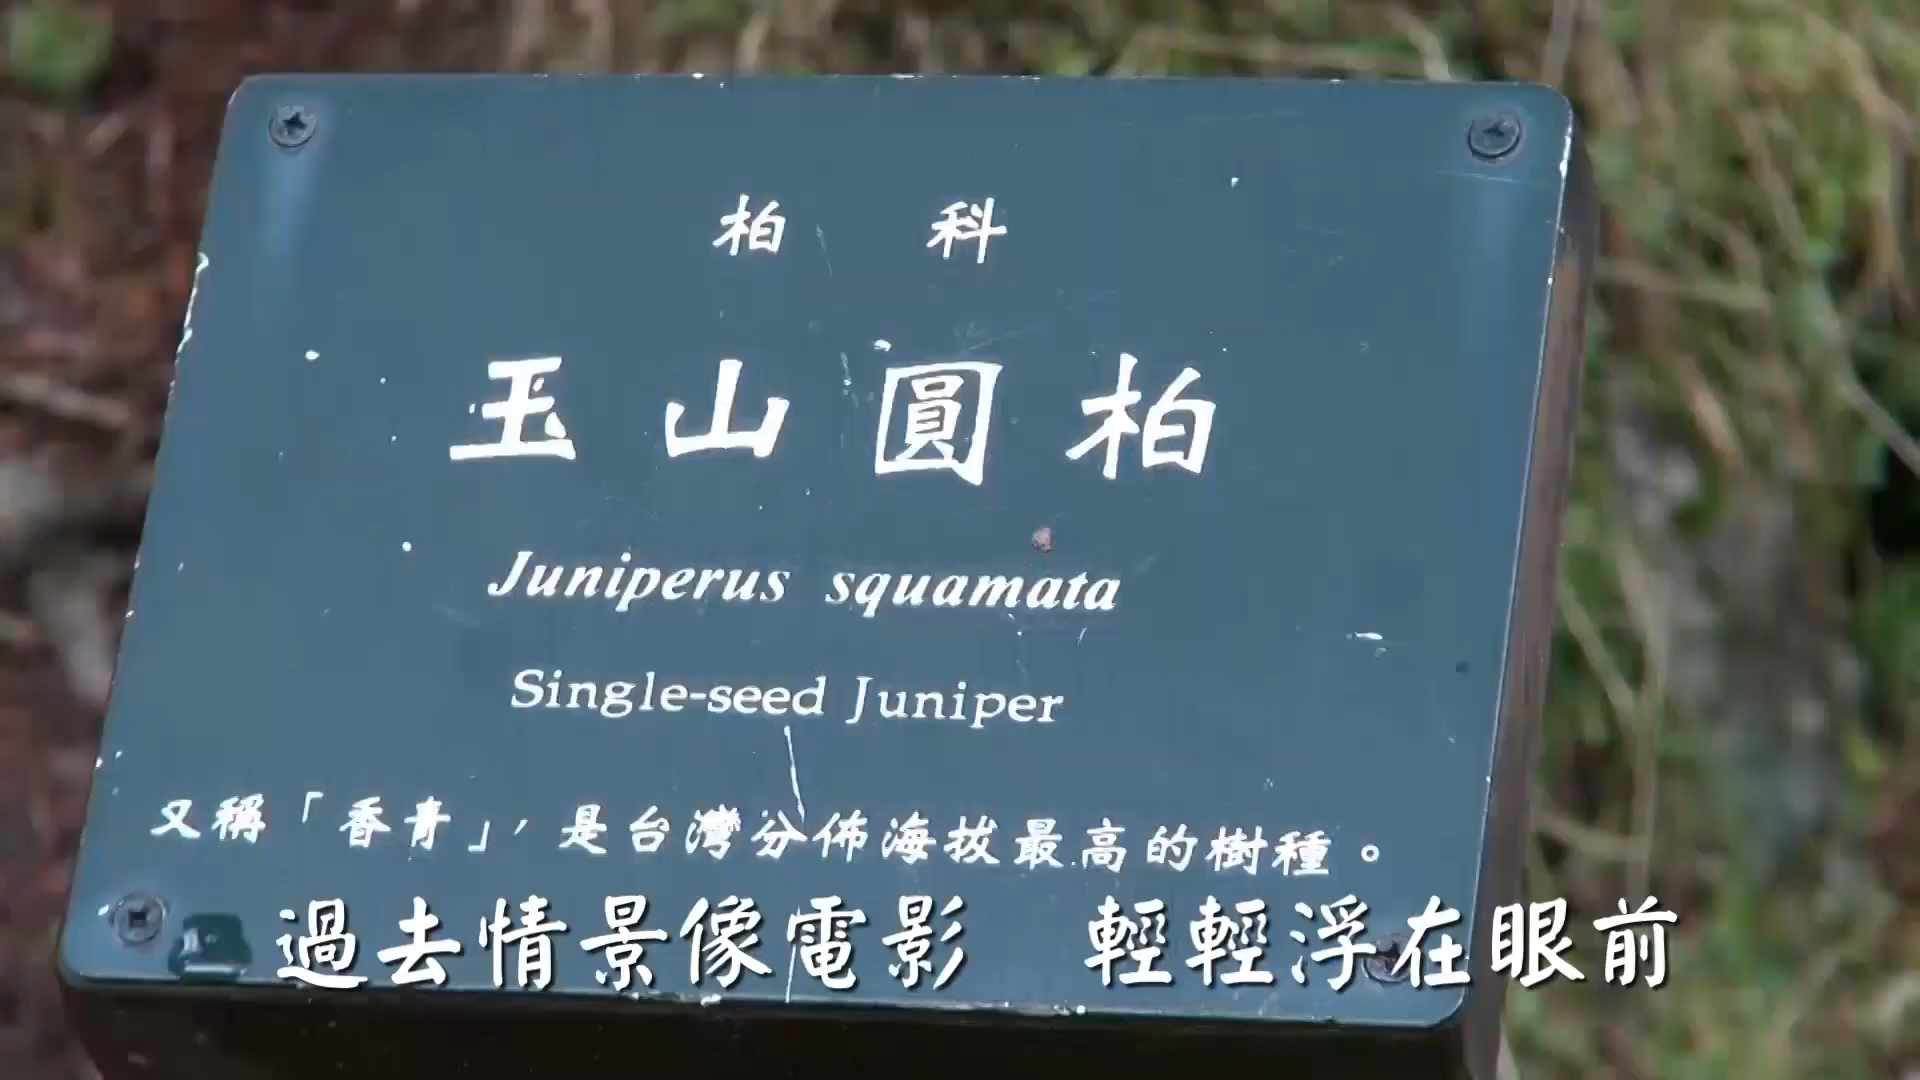 柏 科
玉山圓柏
Juniperus squamata
Single-seed Juniper
又稱「香青」，是台灣分佈海拔最高的樹種。
過去情景像電影 輕輕浮在眼前